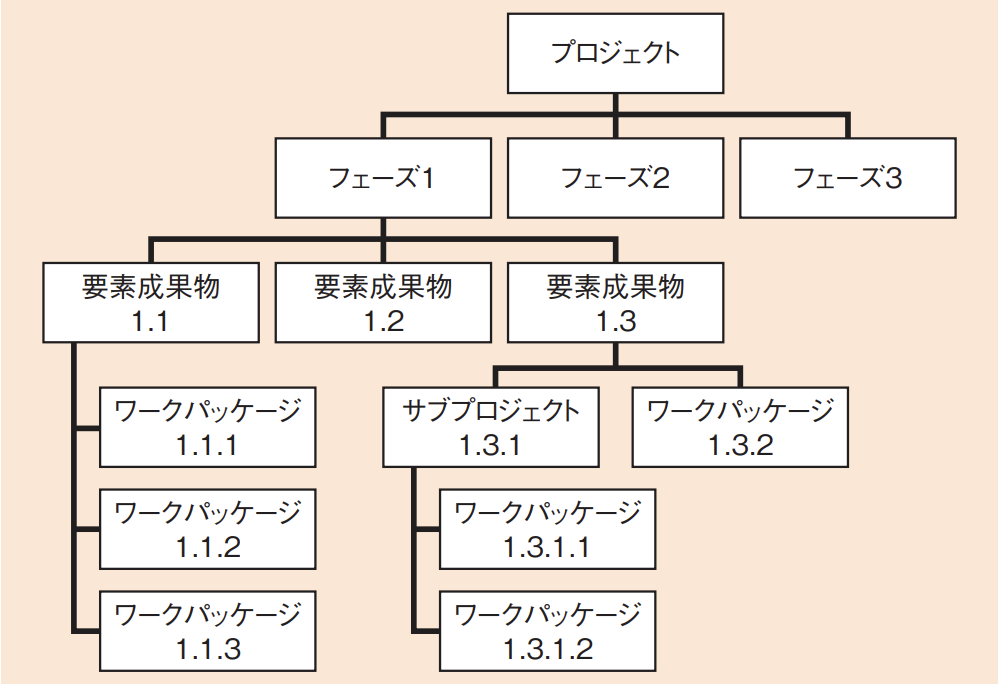 プロジェクト
フェーズ1
フェーズ2
フェーズ3
要素成果物
1.1
要素成果物
1.2
要素成果物
1.3
ワークパッケージ
1.1.1
ワークパッケージ
1.1.2
ワークパッケージ
1.1.3
サブプロジェクト
1.3.1
ワークパッケージ
1.3.2
ワークパッケージ
1.3.1.1
ワークパッケージ
1.3.1.2